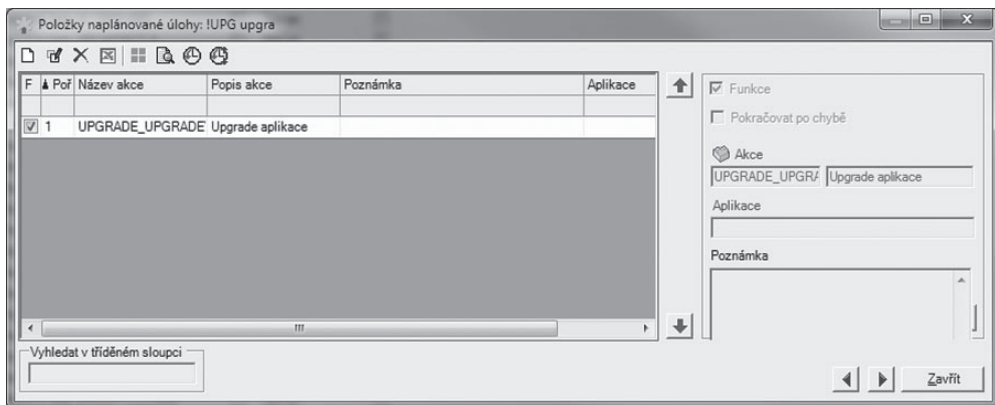 Položky naplánované úlohy: !UPG upgra
F Poř Název akce Popis akce Poznámka Aplikace
1 UPGRADE_UPGRADE Upgrade aplikace
Vyhledat v tříděném sloupci
Funkce
Pokračovat po chybě
Akce
UPGRADE_UPGRA Upgrade aplikace
Aplikace
Poznámka
Zavřít